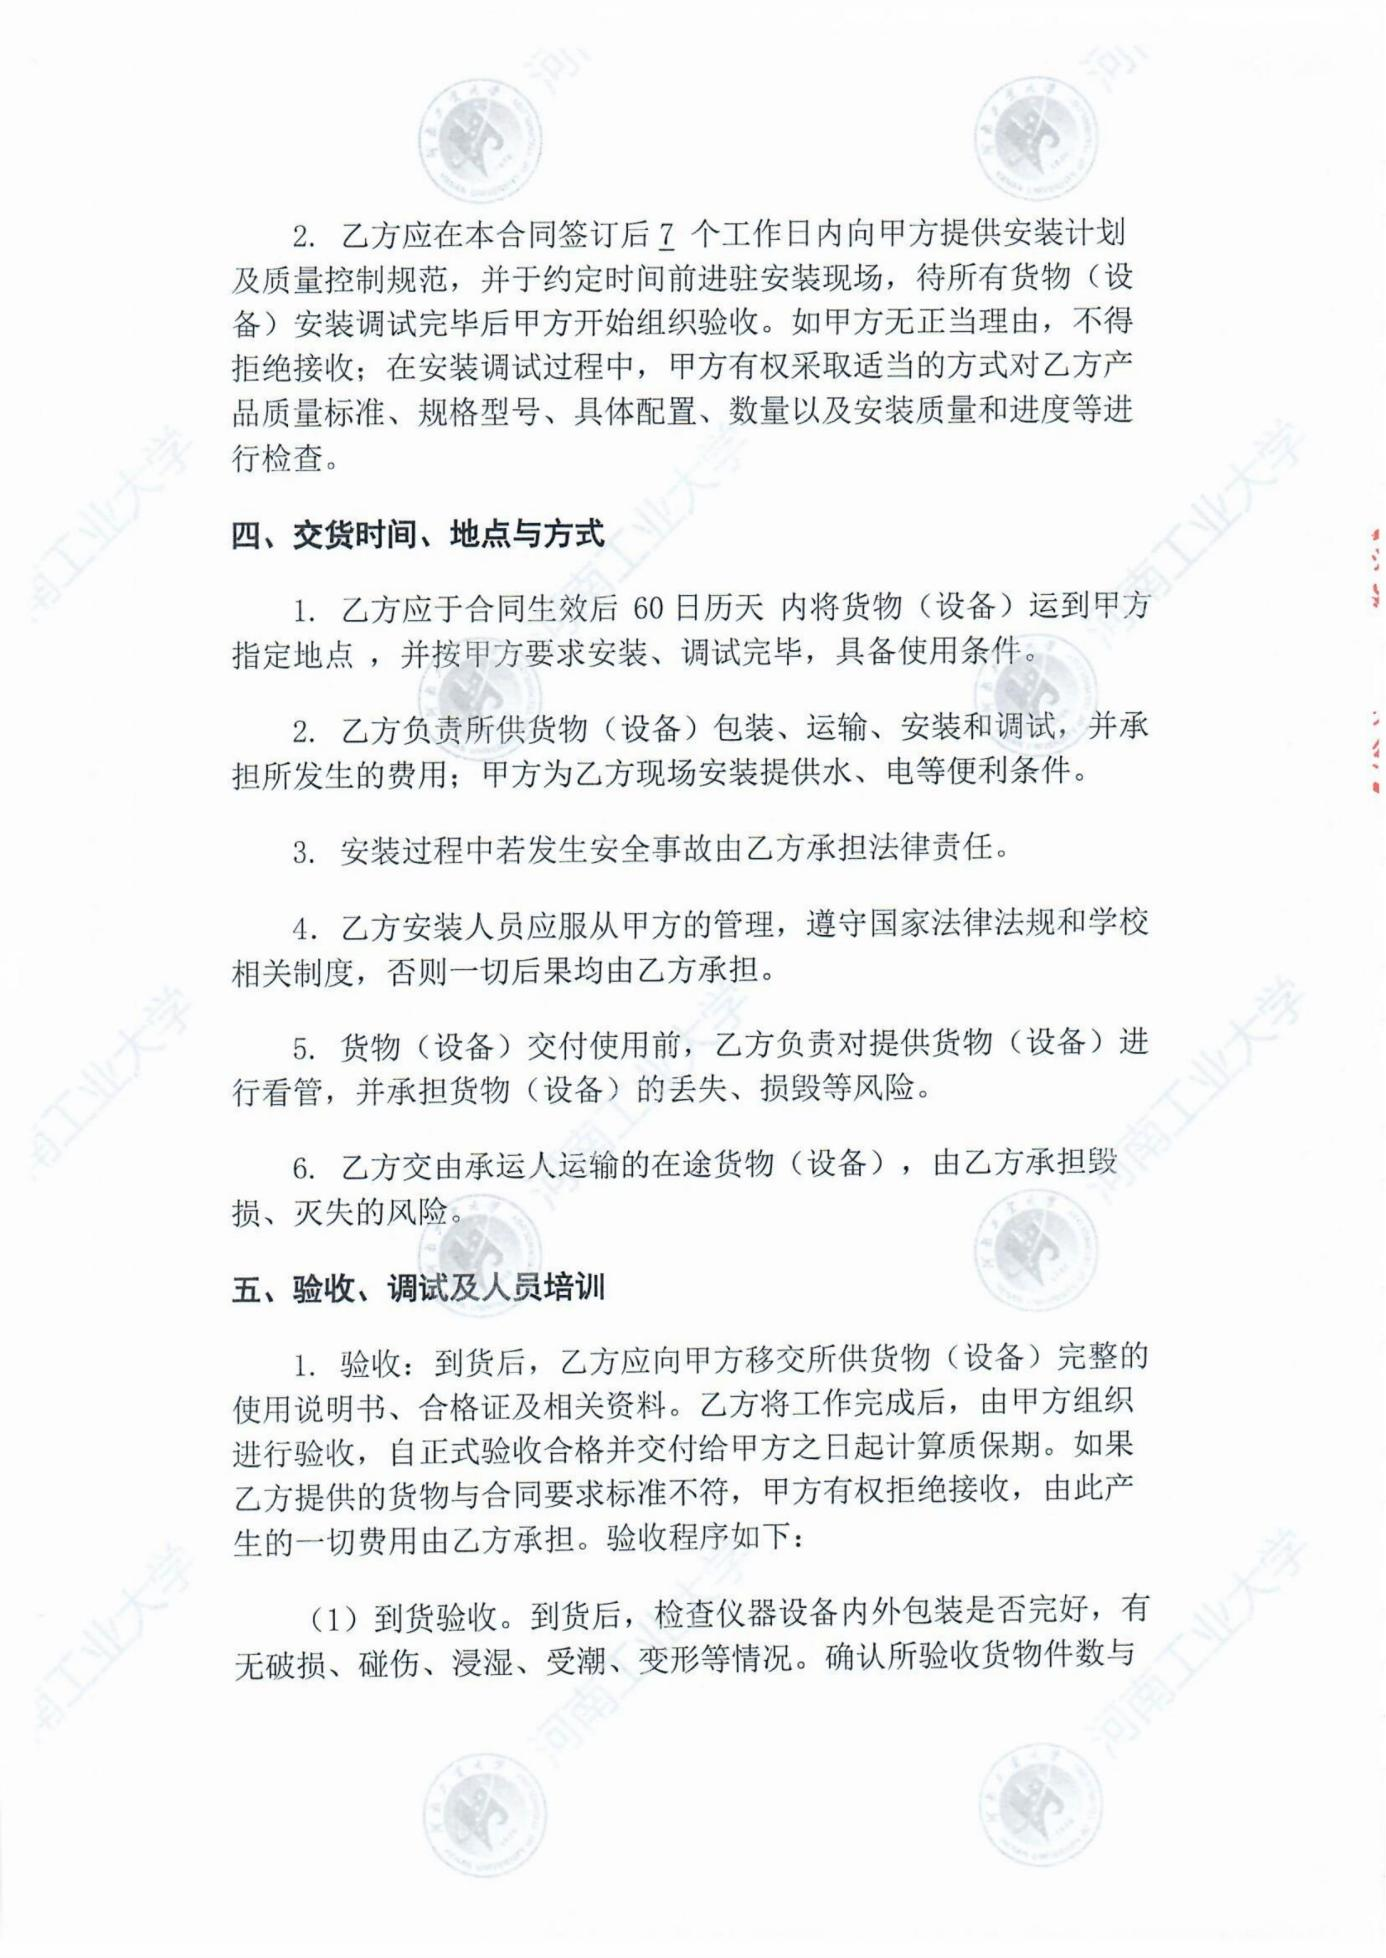 2. 乙方应在本合同签订后 7 个工作日内向甲方提供安装计划
及质量控制规范，并于约定时间前进驻安装现场，待所有货物（设
备）安装调试完毕后甲方开始组织验收。如甲方无正当理由，不得
拒绝接收；在安装调试过程中，甲方有权采取适当的方式对乙方产
品质量标准、规格型号、具体配置、数量以及安装质量和进度等进
行检查。
四、交货时间、地点与方式
1. 乙方应于合同生效后 60 日历天 内将货物（设备）运到甲方
指定地点 ，并按甲方要求安装、调试完毕，具备使用条件。
2. 乙方负责所供货物（设备）包装、运输、安装和调试，并承
担所发生的费用；甲方为乙方现场安装提供水、电等便利条件。
3. 安装过程中若发生安全事故由乙方承担法律责任。
4. 乙方安装人员应服从甲方的管理，遵守国家法律法规和学校
相关制度，否则一切后果均由乙方承担。
5. 货物（设备）交付使用前，乙方负责对提供货物（设备）进
行看管，并承担货物（设备）的丢失、损毁等风险。
6. 乙方交由承运人运输的在途货物（设备），由乙方承担毁
损、灭失的风险。
五、验收、调试及人员培训
1. 验收：到货后，乙方应向甲方移交所供货物（设备）完整的
使用说明书、合格证及相关资料。乙方将工作完成后，由甲方组织
进行验收，自正式验收合格并交付给甲方之日起计算质保期。如果
乙方提供的货物与合同要求标准不符，甲方有权拒绝接收，由此产
生的一切费用由乙方承担。验收程序如下：
（1）到货验收。到货后，检查仪器设备内外包装是否完好，有
无破损、碰伤、浸湿、受潮、变形等情况。确认所验收货物件数与
河南工业大学